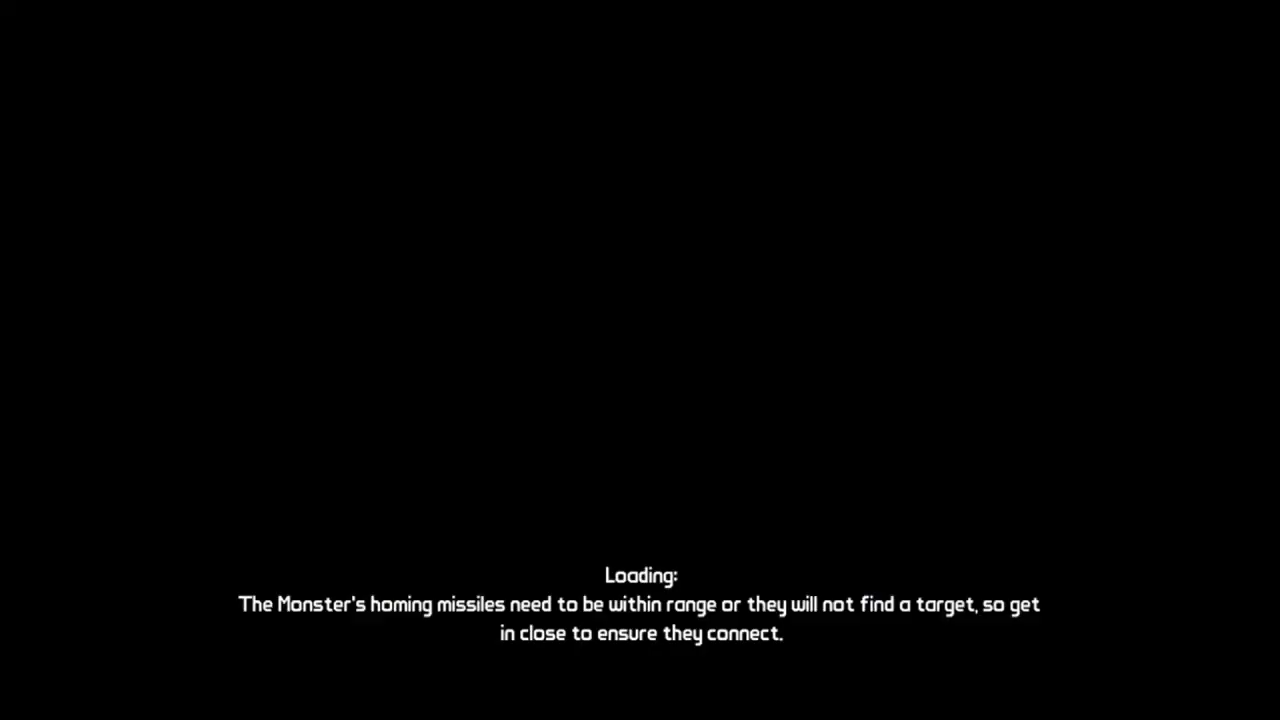 Loading:
The Monster's homing missiles need to be within range or they will not find a target, so get
in close to ensure they connect.